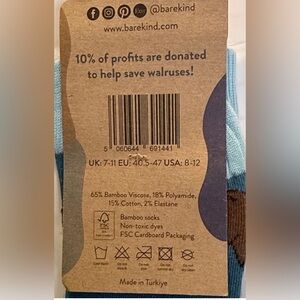 @barekind
www.barekind.com
10% of profits are donated
to help save walruses!
5 060644 691441
UK: 7-11 EU: 40.5-47 USA: 8-12
65% Bamboo Viscose, 18% Polyamide,
15% Cotton, 2% Elastane
FSC
Bamboo socks
Non-toxic dyes
FSC Cardboard Packaging
Made in Turkiye